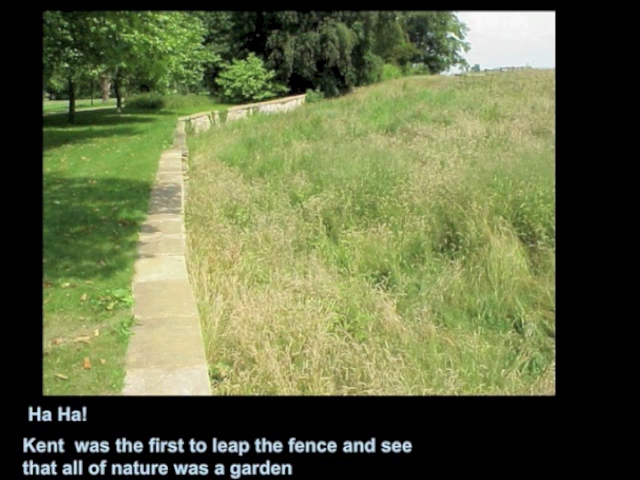 Ha Ha!
Kent  was the first to leap the fence and see
that all of nature was a garden